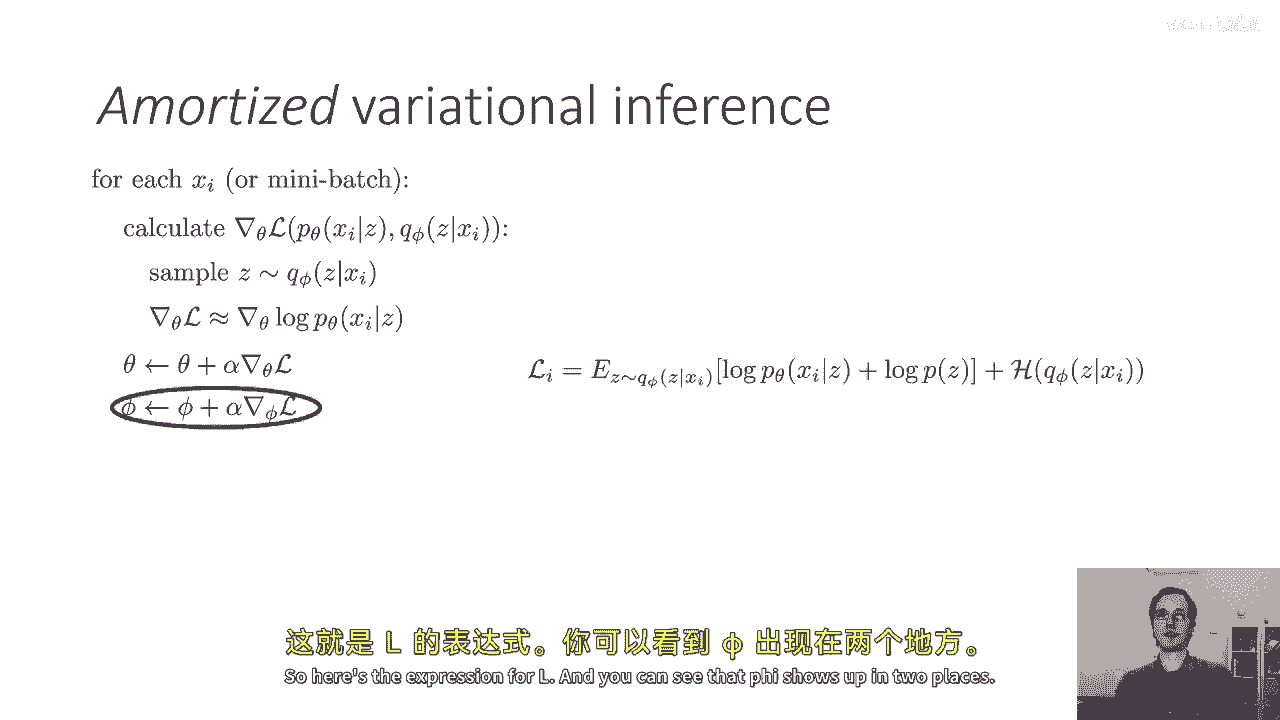 Amortized variational inference
for each $x_i$ (or mini-batch):
calculate $\nabla_\theta \mathcal{L}(p_\theta(x_i|z), q_\phi(z|x_i))$:
sample $z \sim q_\phi(z|x_i)$
$\nabla_\theta \mathcal{L} \approx \nabla_\theta \log p_\theta(x_i|z)$
$\theta \leftarrow \theta + \alpha \nabla_\theta \mathcal{L}$
$\mathcal{L}_i = E_{z \sim q_\phi(z|x_i)}[\log p_\theta(x_i|z) + \log p(z)] + \mathcal{H}(q_\phi(z|x_i))$
$\phi \leftarrow \phi + \alpha \nabla_\phi \mathcal{L}$
这就是 L 的表达式。你可以看到 φ 出现在两个地方。
So here's the expression for L. And you can see that phi shows up in two places.